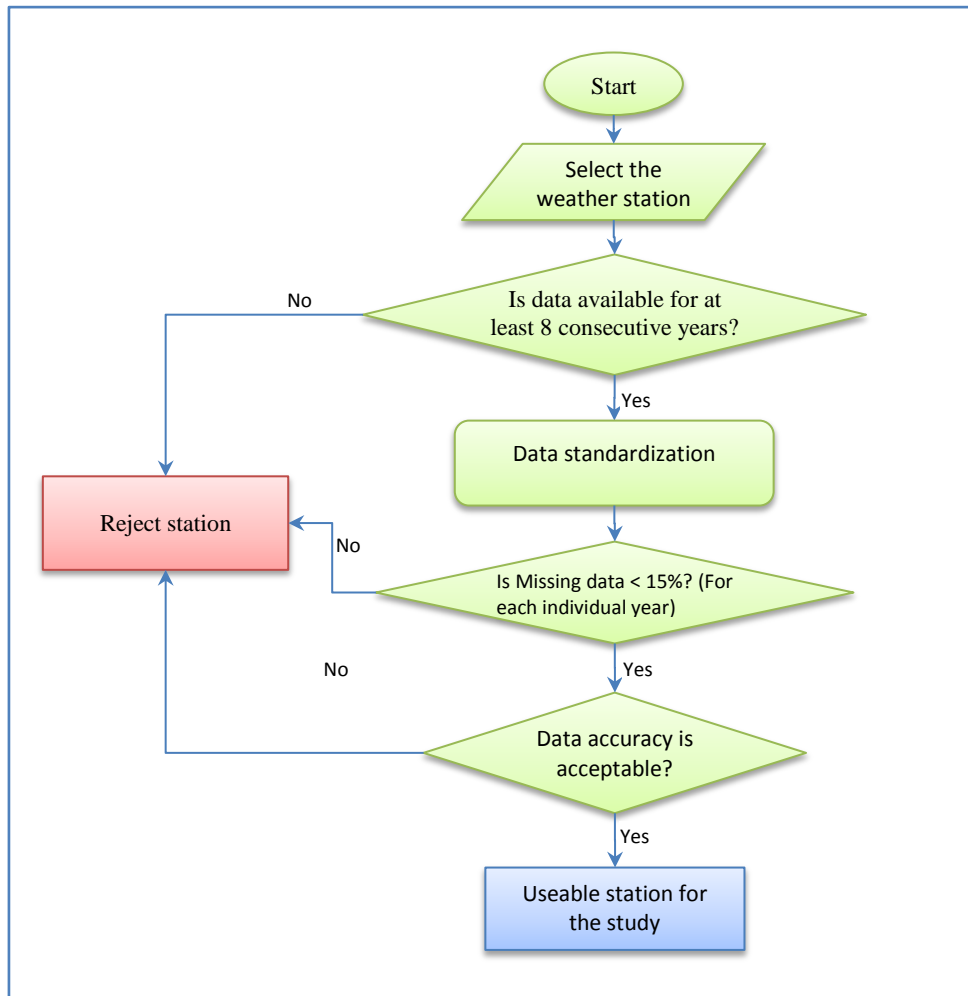 Start
Select the
weather station
No
Is data available for at
least 8 consecutive years?
Yes
Data standardization
Reject station
No
Is Missing data < 15%? (For
each individual year)
No
Yes
Data accuracy is
acceptable?
Yes
Useable station for
the study